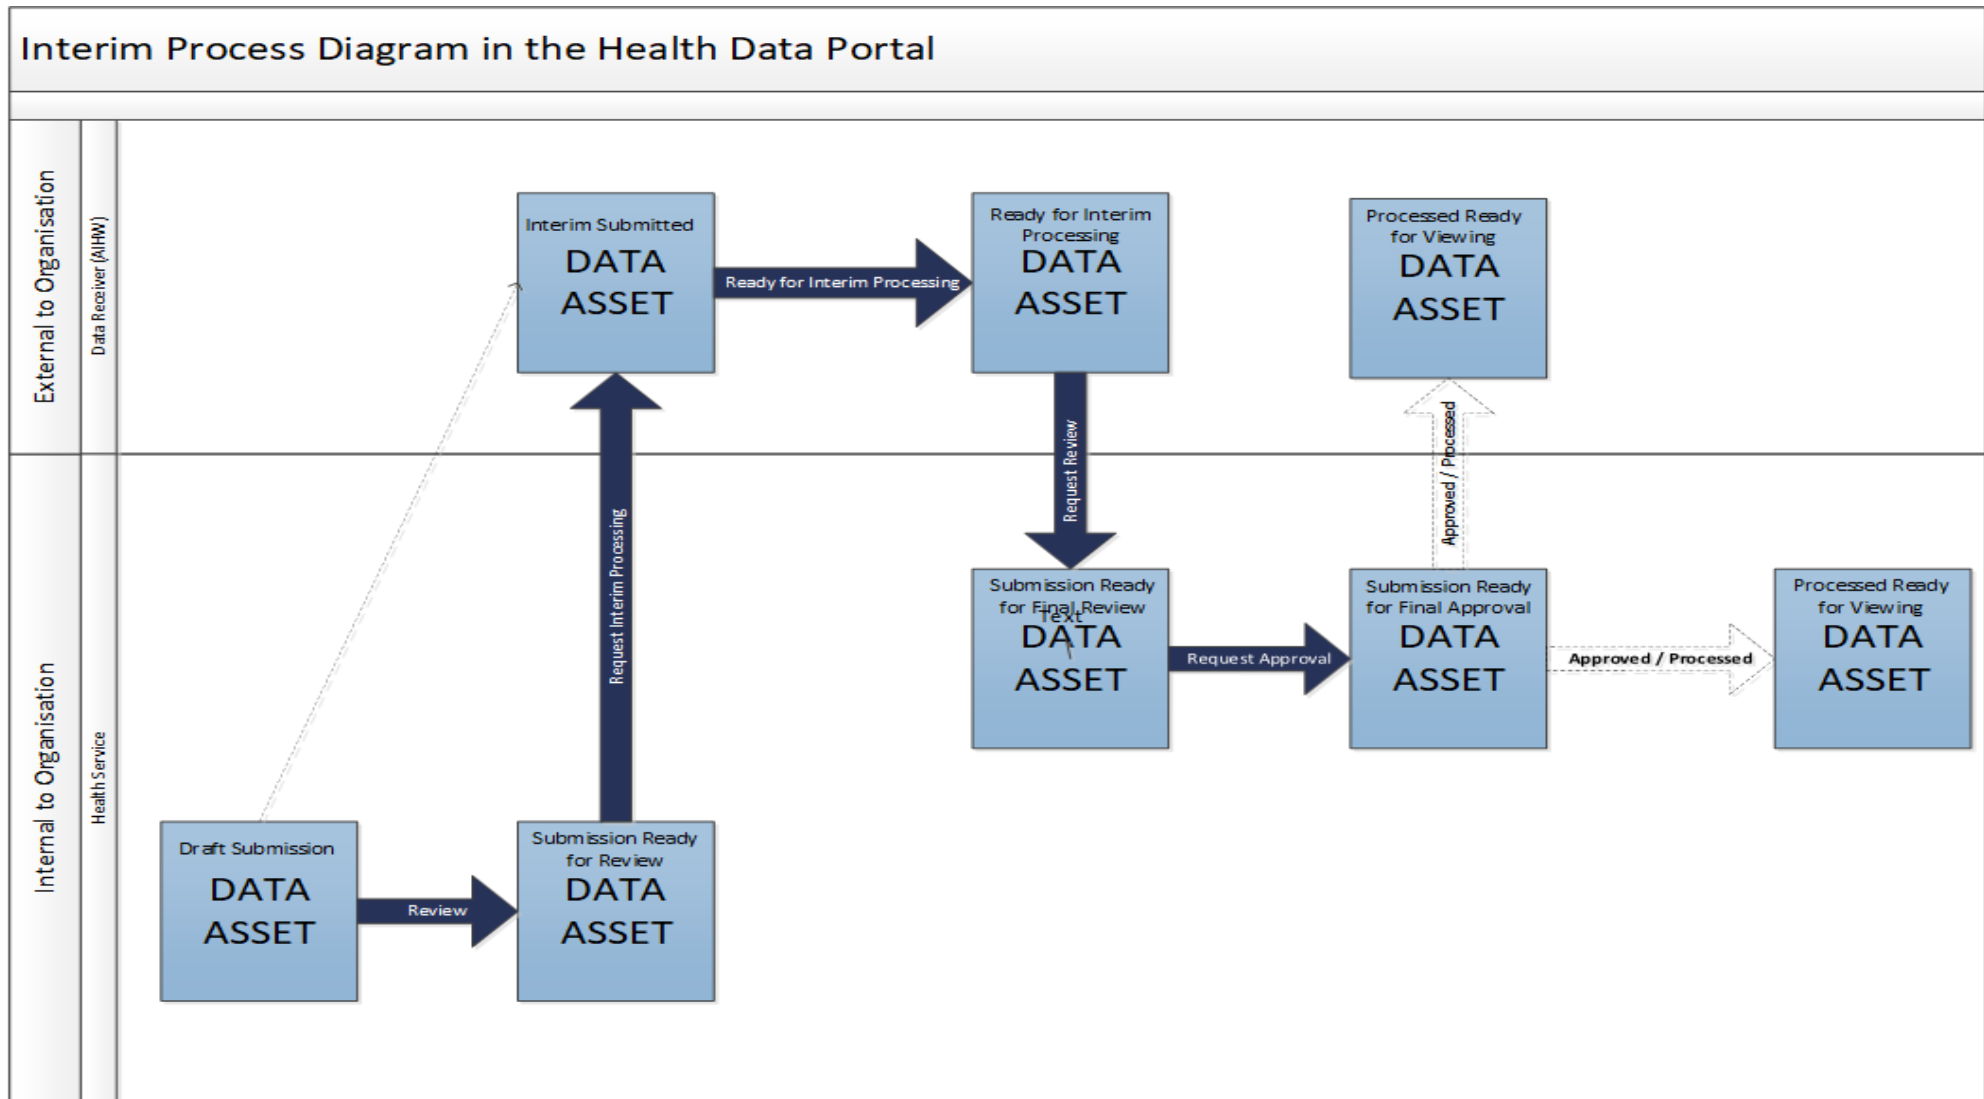 Interim Process Diagram in the Health Data Portal
External to Organisation
Data Receiver (AIHW)
Interim Submitted
DATA
ASSET
Ready for Interim Processing
Ready for Interim
Processing
DATA
ASSET
Processed Ready
for Viewing
DATA
ASSET
Request Interim Processing
Request Review
Approved / Processed
Internal to Organisation
Health Service
Submission Ready
for Final Review
Text
DATA
ASSET
Request Approval
Submission Ready
for Final Approval
DATA
ASSET
Approved / Processed
Processed Ready
for Viewing
DATA
ASSET
Draft Submission
DATA
ASSET
Review
Submission Ready
for Review
DATA
ASSET